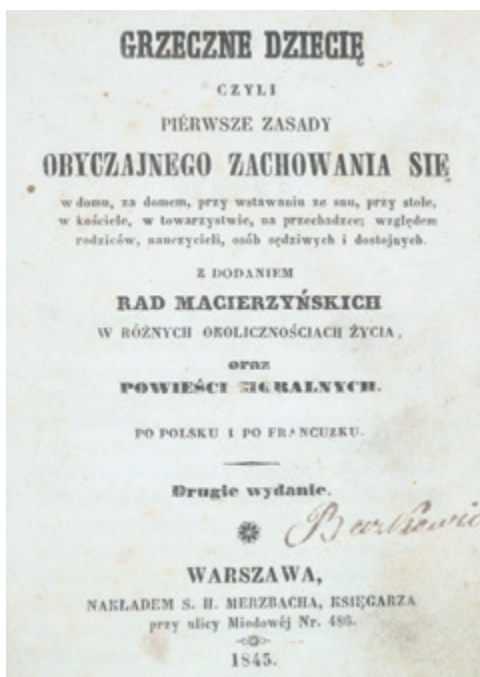 GRZECZNE DZIECIĘ
CZYLI
PIÉRWSZE ZASADY
OBYCZAJNEGO ZACHOWANIA SIĘ
w domu, za domem, przy wstawaniu ze snu, przy stole,
w kościele, w towarzystwie, na przechadzce; względem
rodziców, nauczycieli, osób sędziwych i dostojnych.
Z DODANIEM
RAD MACIERZYŃSKICH
W RÓŻNYCH OKOLICZNOŚCIACH ŻYCIA,
oraz
POWIEŚCI MORALNYCH.
PO POLSKU I PO FRANCUZKU.
Drugie wydanie.
WARSZAWA,
NAKŁADEM S. H. MERZBACHA, KSIĘGARZA
przy ulicy Miodowéj Nr. 486.
1845.